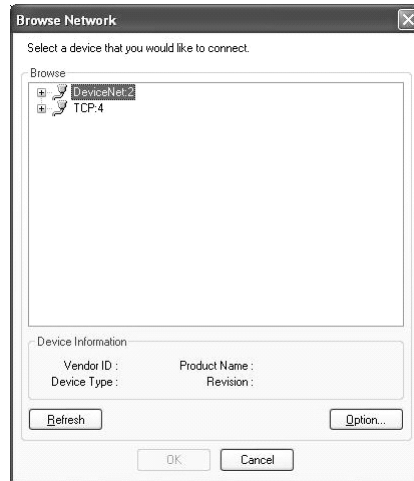 Browse Network
Select a device that you would like to connect.
Browse
DeviceNet:2
TCP:4
Device Information
Vendor ID : Product Name :
Device Type : Revision :
Refresh Option...
OK Cancel